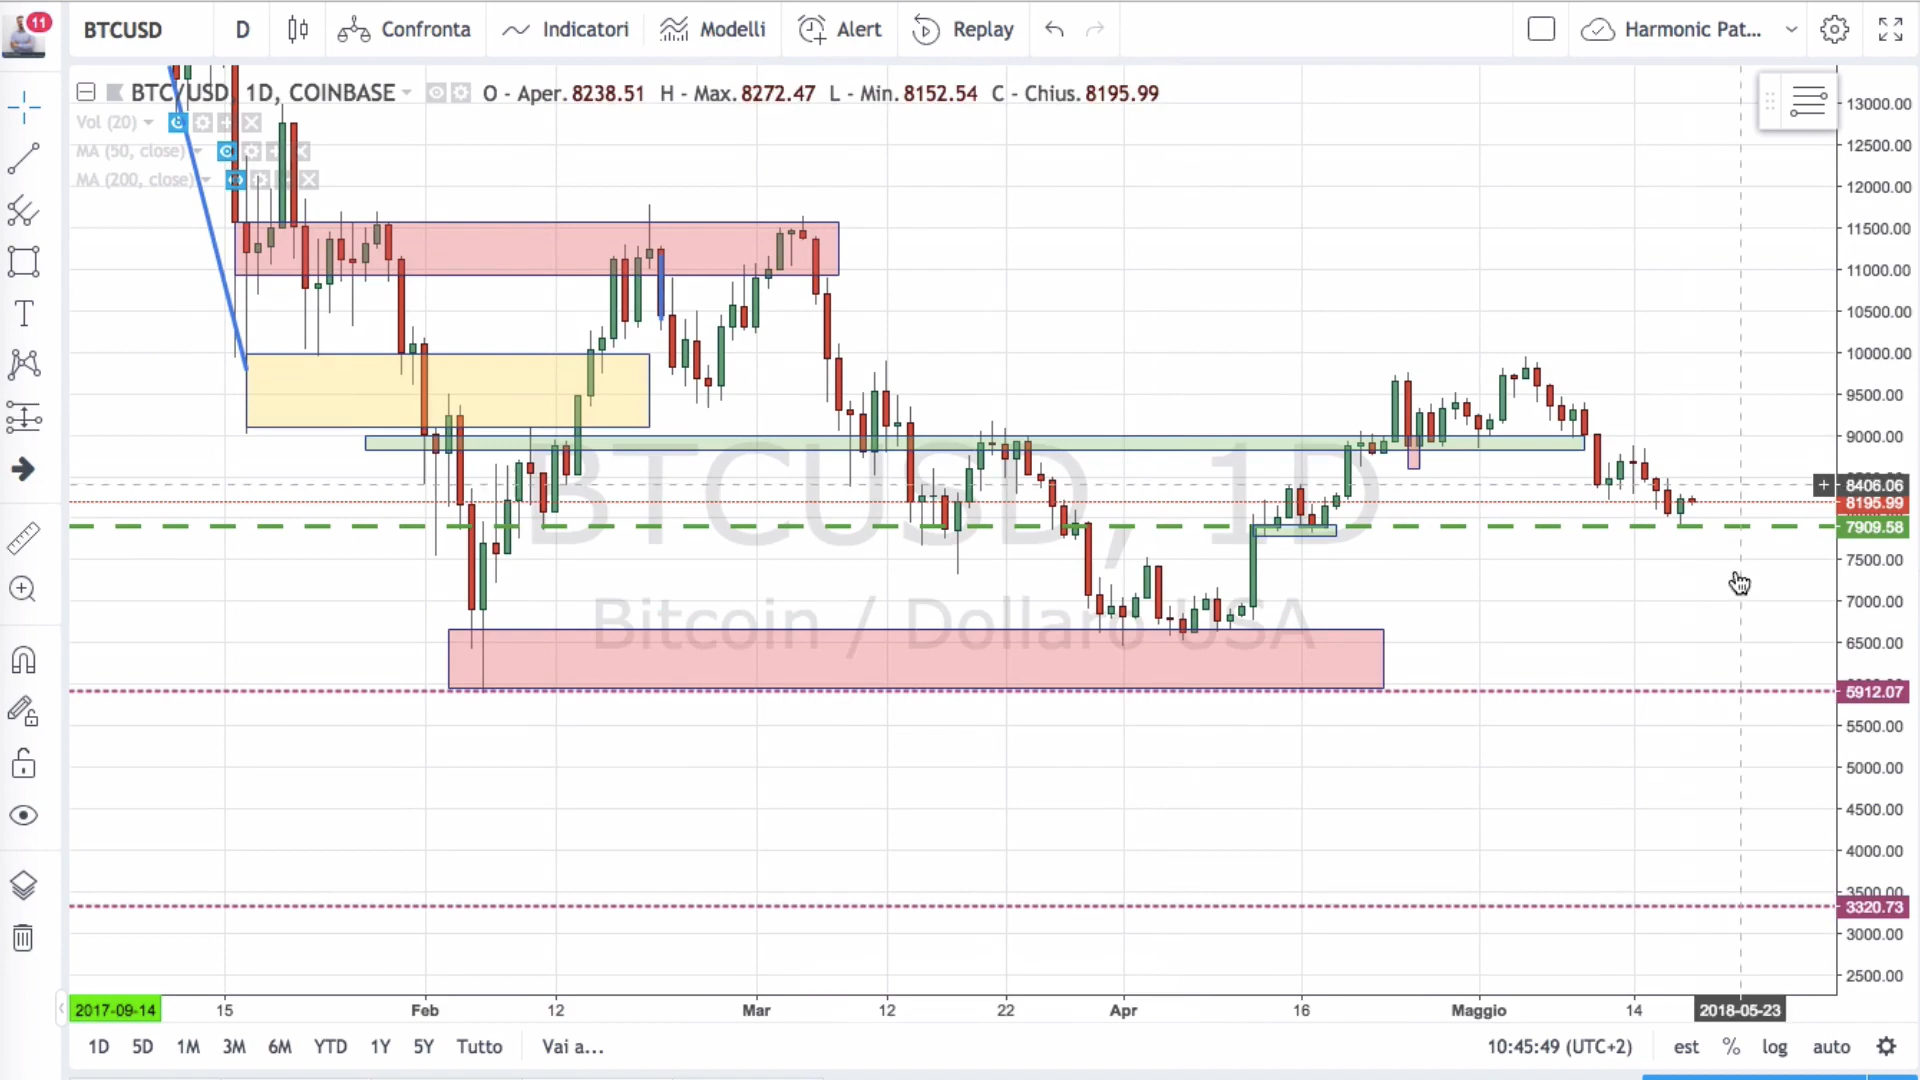 11
BTCUSD D Confronta Indicatori Modelli Alert Replay Harmonic Pat...
BTC/USD, 1D, COINBASE O - Aper. 8238.51 H - Max. 8272.47 L - Min. 8152.54 C - Chius. 8195.99
Vol (20)
MA (50, close)
MA (200, close)
BTCUSD, 1D
Bitcoin / Dollaro USA
13000.00
12500.00
12000.00
11500.00
11000.00
10500.00
10000.00
9500.00
9000.00
8406.06
8195.99
7909.58
7500.00
7000.00
6500.00
5912.07
5500.00
5000.00
4500.00
4000.00
3500.00
3320.73
3000.00
2500.00
2017-09-14 15 Feb 12 Mar 12 22 Apr 16 Maggio 14 2018-05-23
1D 5D 1M 3M 6M YTD 1Y 5Y Tutto Vai a... 10:45:49 (UTC+2) est % log auto